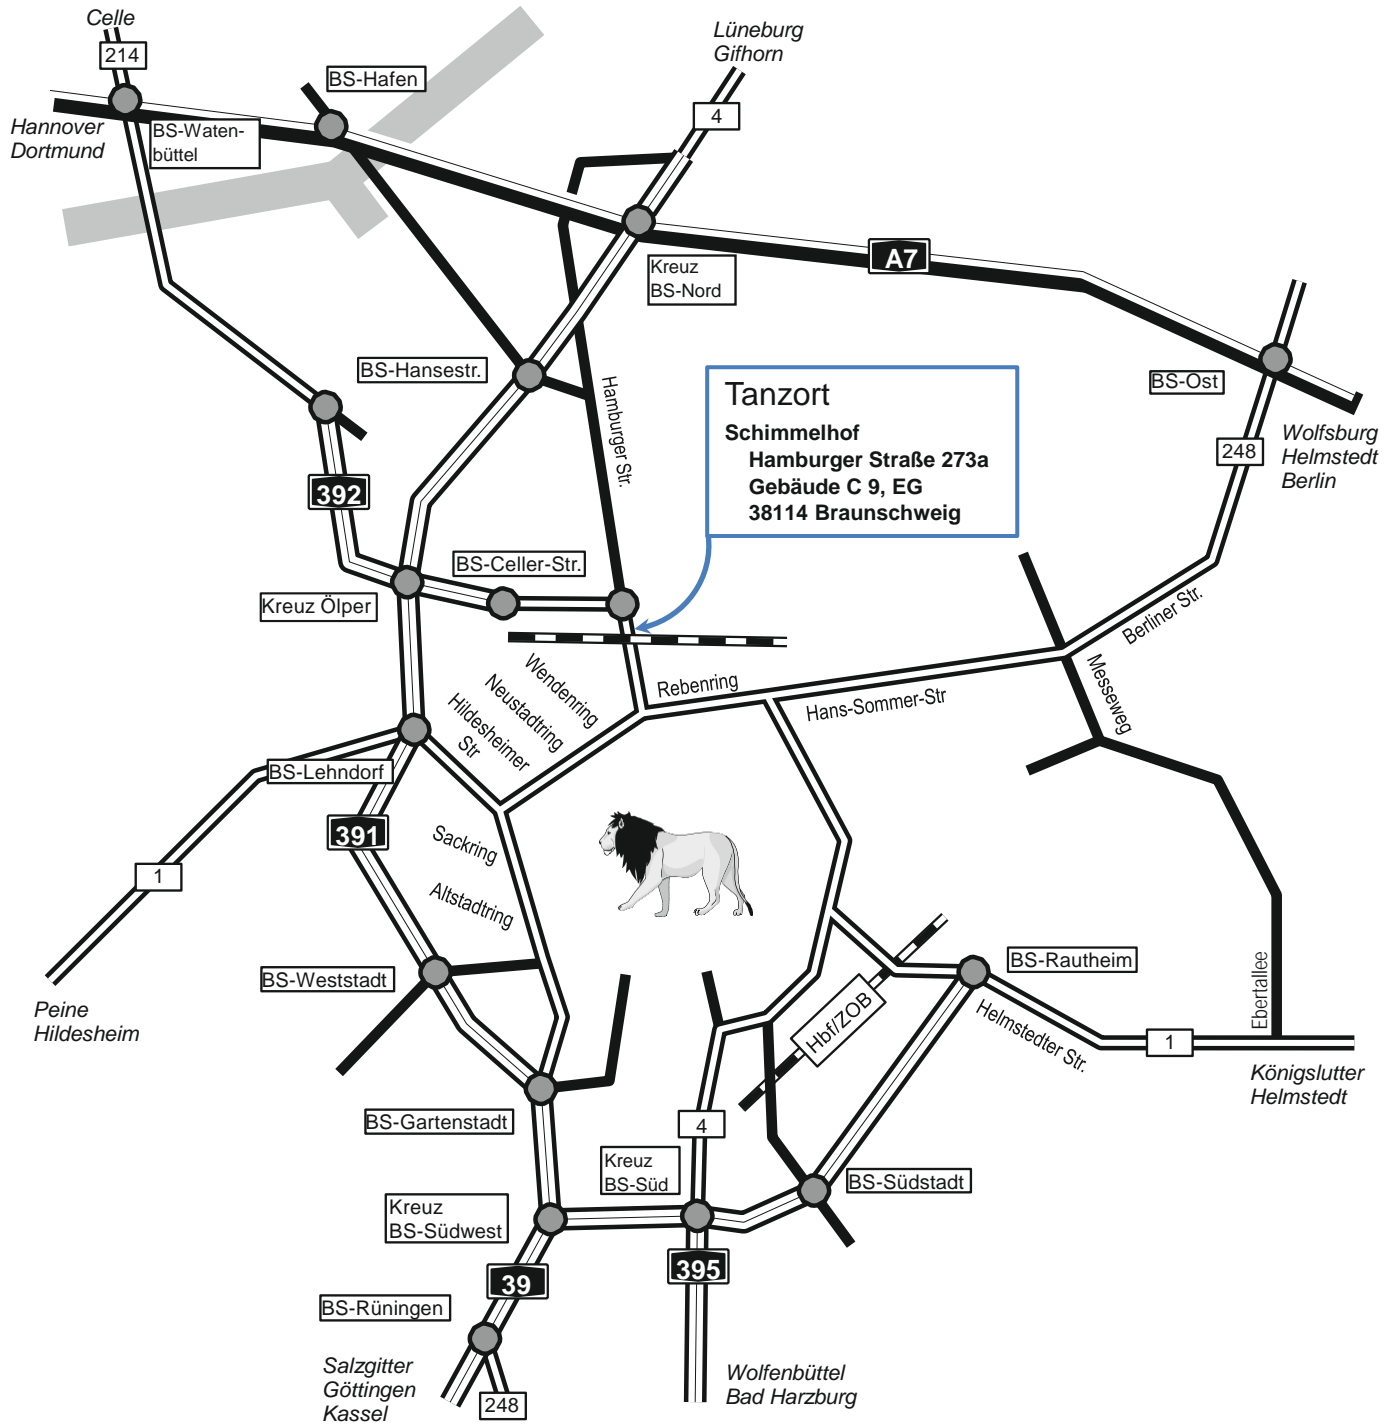 Celle
214
Lüneburg
Gifhorn
BS-Hafen
4
Hannover
Dortmund
BS-Waten-
büttel
A7
Kreuz
BS-Nord
BS-Hansestr.
Hamburger Str.
Tanzort
Schimmelhof
Hamburger Straße 273a
Gebäude C 9, EG
38114 Braunschweig
BS-Ost
Wolfsburg
Helmstedt
Berlin
248
392
BS-Celler-Str.
Kreuz Ölper
Berliner Str.
Messeweg
Wendenring
Neustadtring
Hildesheimer
Str
Rebenring
Hans-Sommer-Str
BS-Lehndorf
391
Sackring
Altstadtring
1
BS-Weststadt
Peine
Hildesheim
BS-Rautheim
Hbf/ZOB
Helmstedter Str.
Ebertallee
1
Königslutter
Helmstedt
BS-Gartenstadt
4
Kreuz
BS-Süd
BS-Südstadt
Kreuz
BS-Südwest
39
395
BS-Rüningen
Salzgitter
Göttingen
Kassel
248
Wolfenbüttel
Bad Harzburg